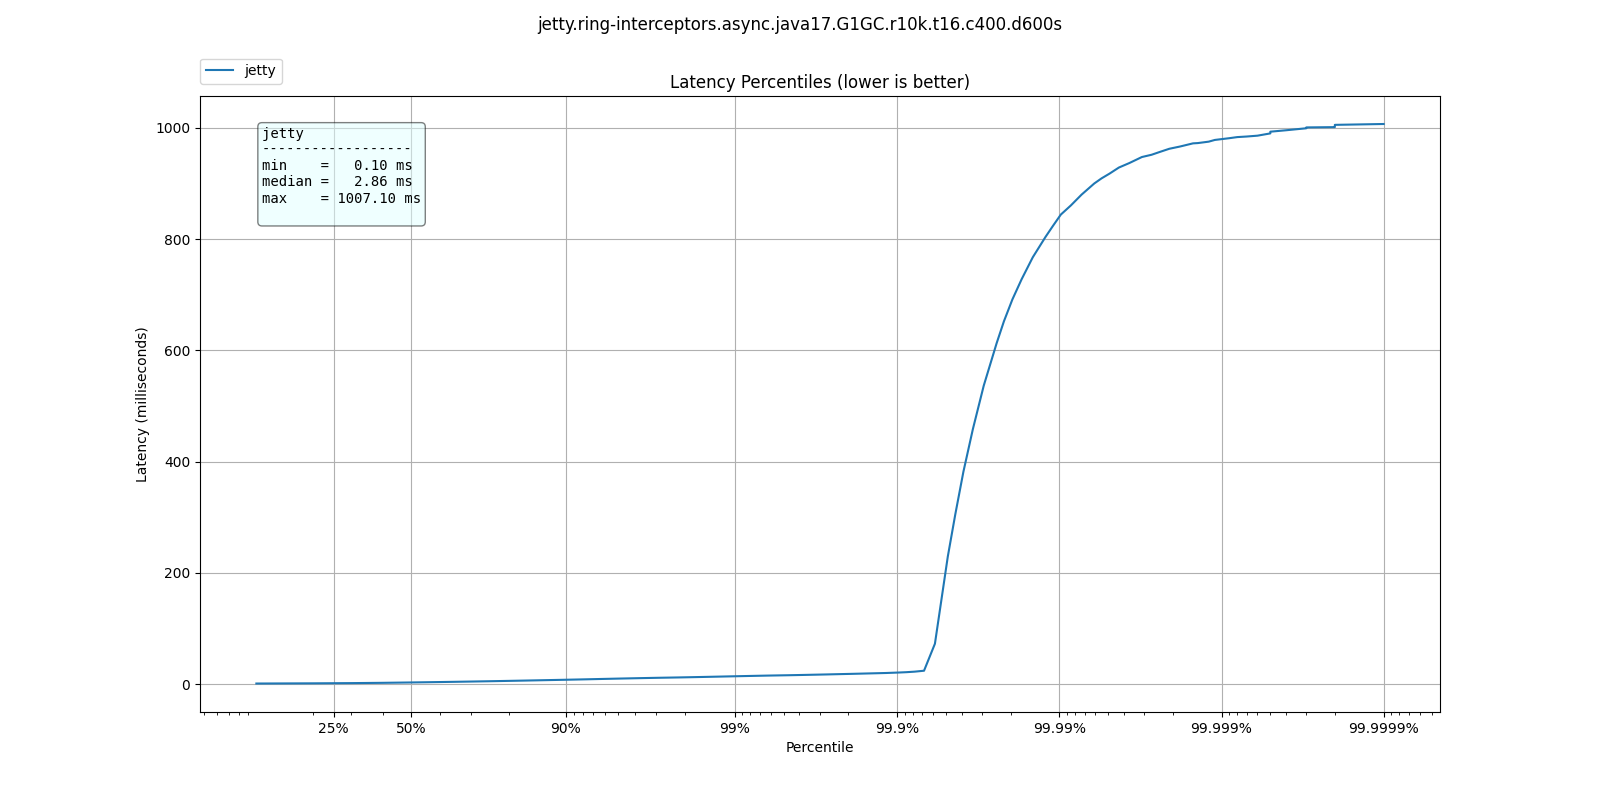 jetty.ring-interceptors.async.java17.G1GC.r10k.t16.c400.d600s
jetty
Latency Percentiles (lower is better)
jetty
------------------
min    =   0.10 ms
median =   2.86 ms
max    = 1007.10 ms
1000
800
600
400
200
0
Latency (milliseconds)
25% 50% 90% 99% 99.9% 99.99% 99.999% 99.9999%
Percentile